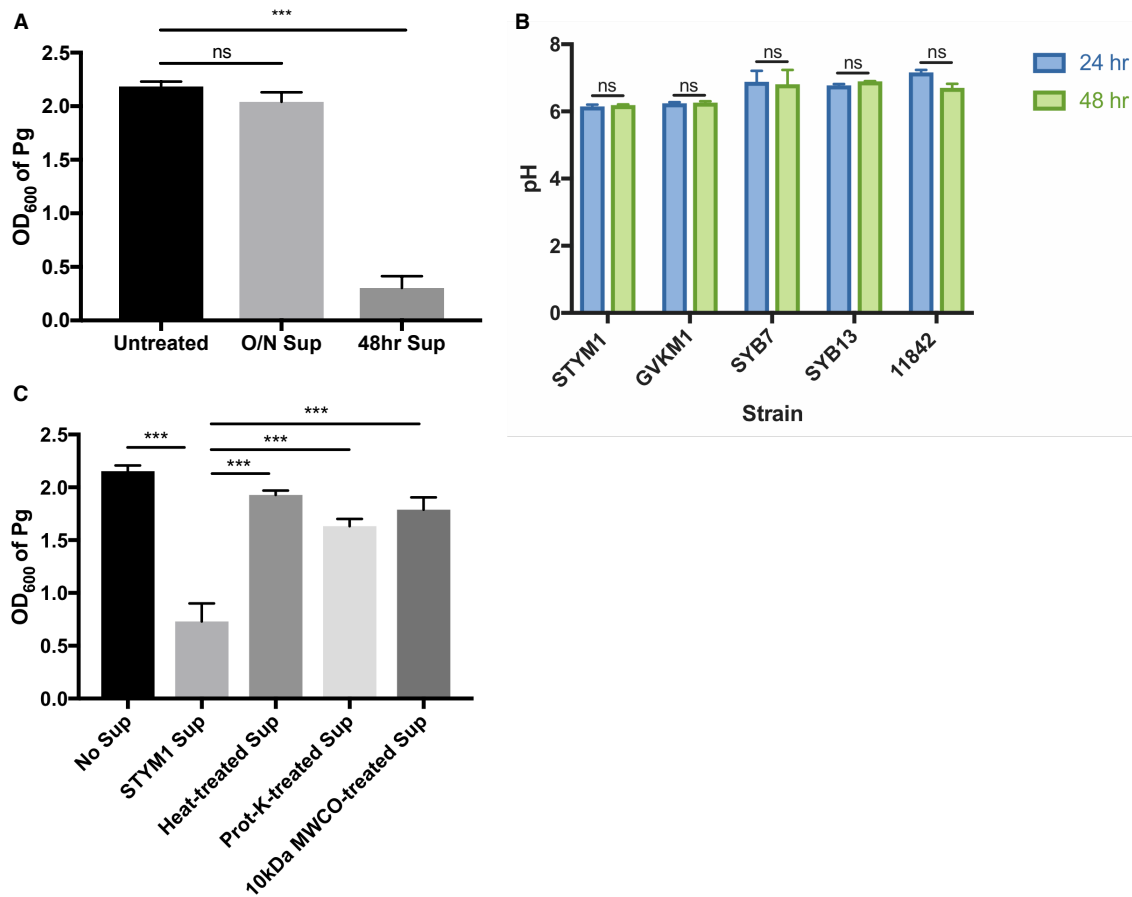 A
***
ns
2.5
2.0
1.5
1.0
0.5
0.0
OD600 of Pg
Untreated O/N Sup 48hr Sup
B
8
6
4
2
0
pH
ns ns ns ns ns
STYM1 GVKM1 SYB7 SYB13 11842
Strain
24 hr
48 hr
C
***
***
***
***
2.5
2.0
1.5
1.0
0.5
0.0
OD600 of Pg
No Sup
STYM1 Sup
Heat-treated Sup
Prot-K-treated Sup
10kDa MWCO-treated Sup